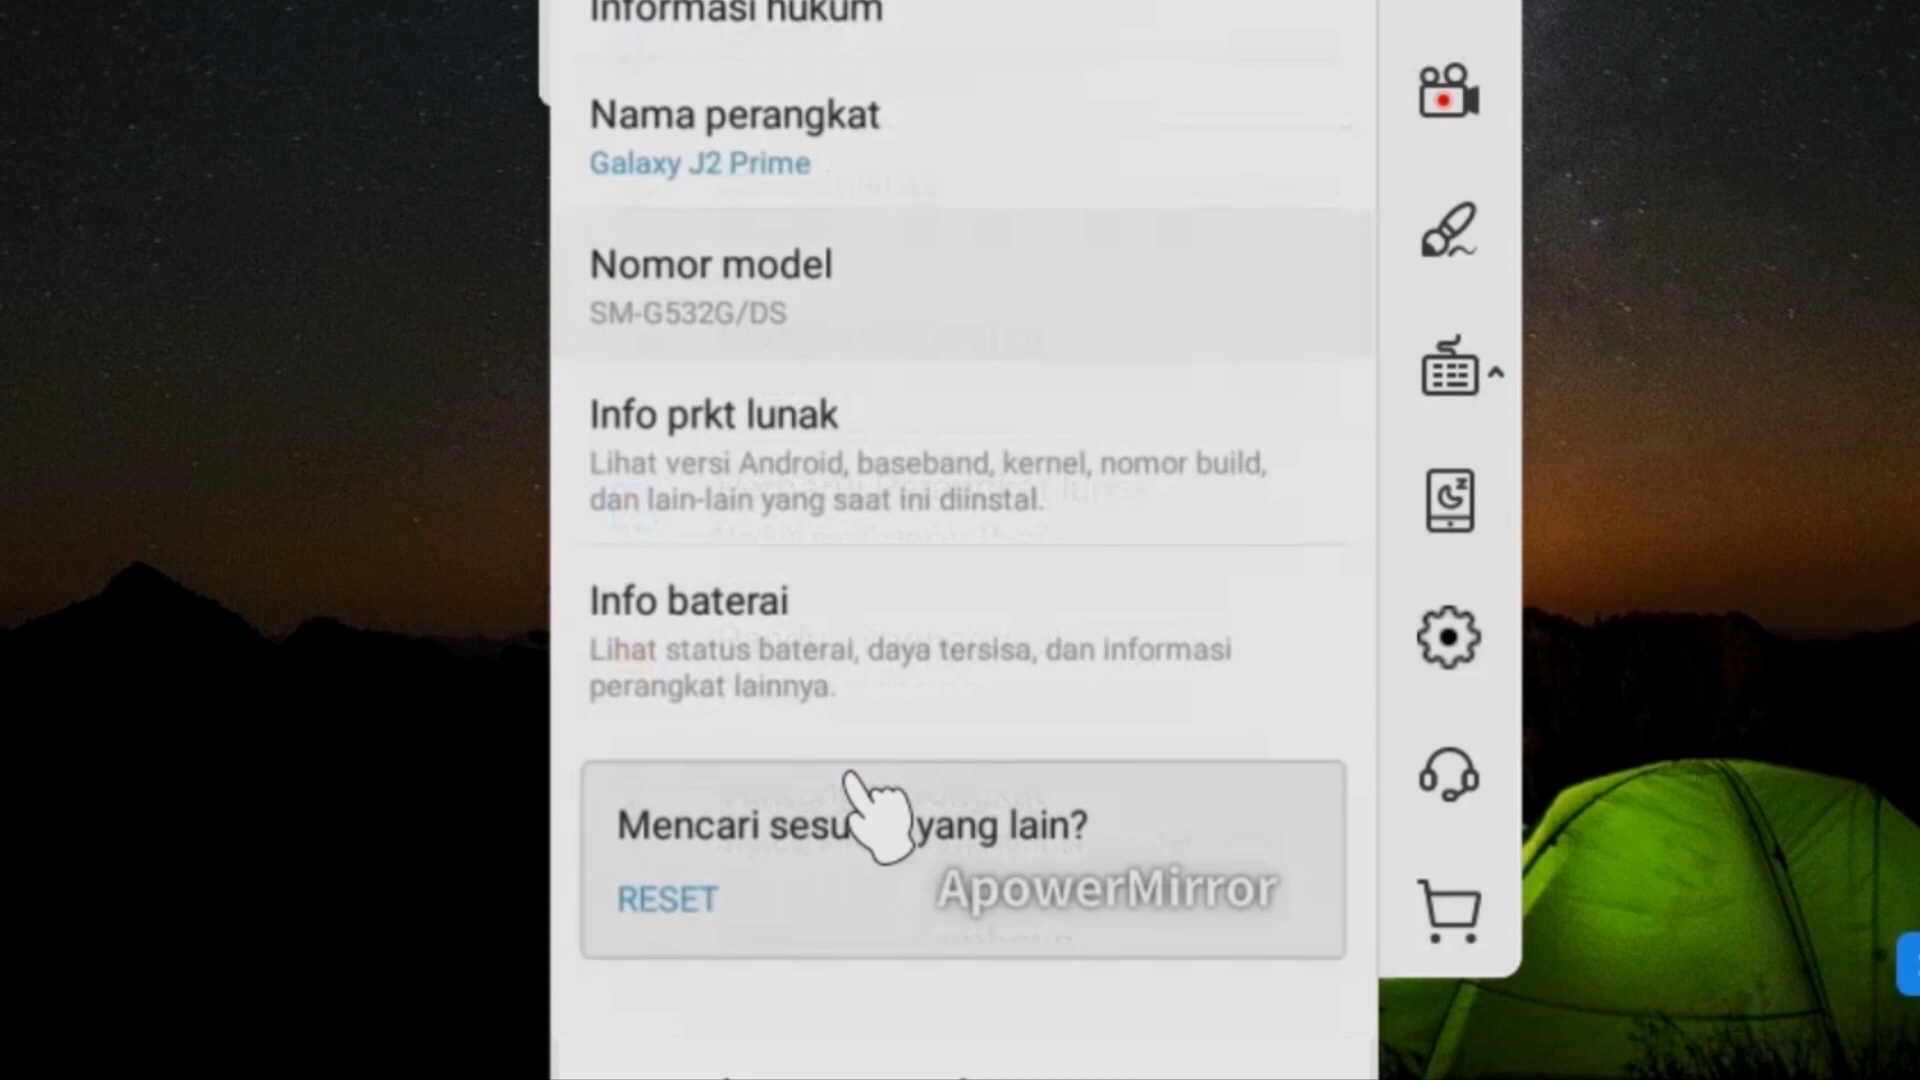 Informasi hukum
Nama perangkat
Galaxy J2 Prime
Nomor model
SM-G532G/DS
Info prkt lunak
Lihat versi Android, baseband, kernel, nomor build,
dan lain-lain yang saat ini diinstal.
Info baterai
Lihat status baterai, daya tersisa, dan informasi
perangkat lainnya.
Mencari yang lain?
RESET
ApowerMirror